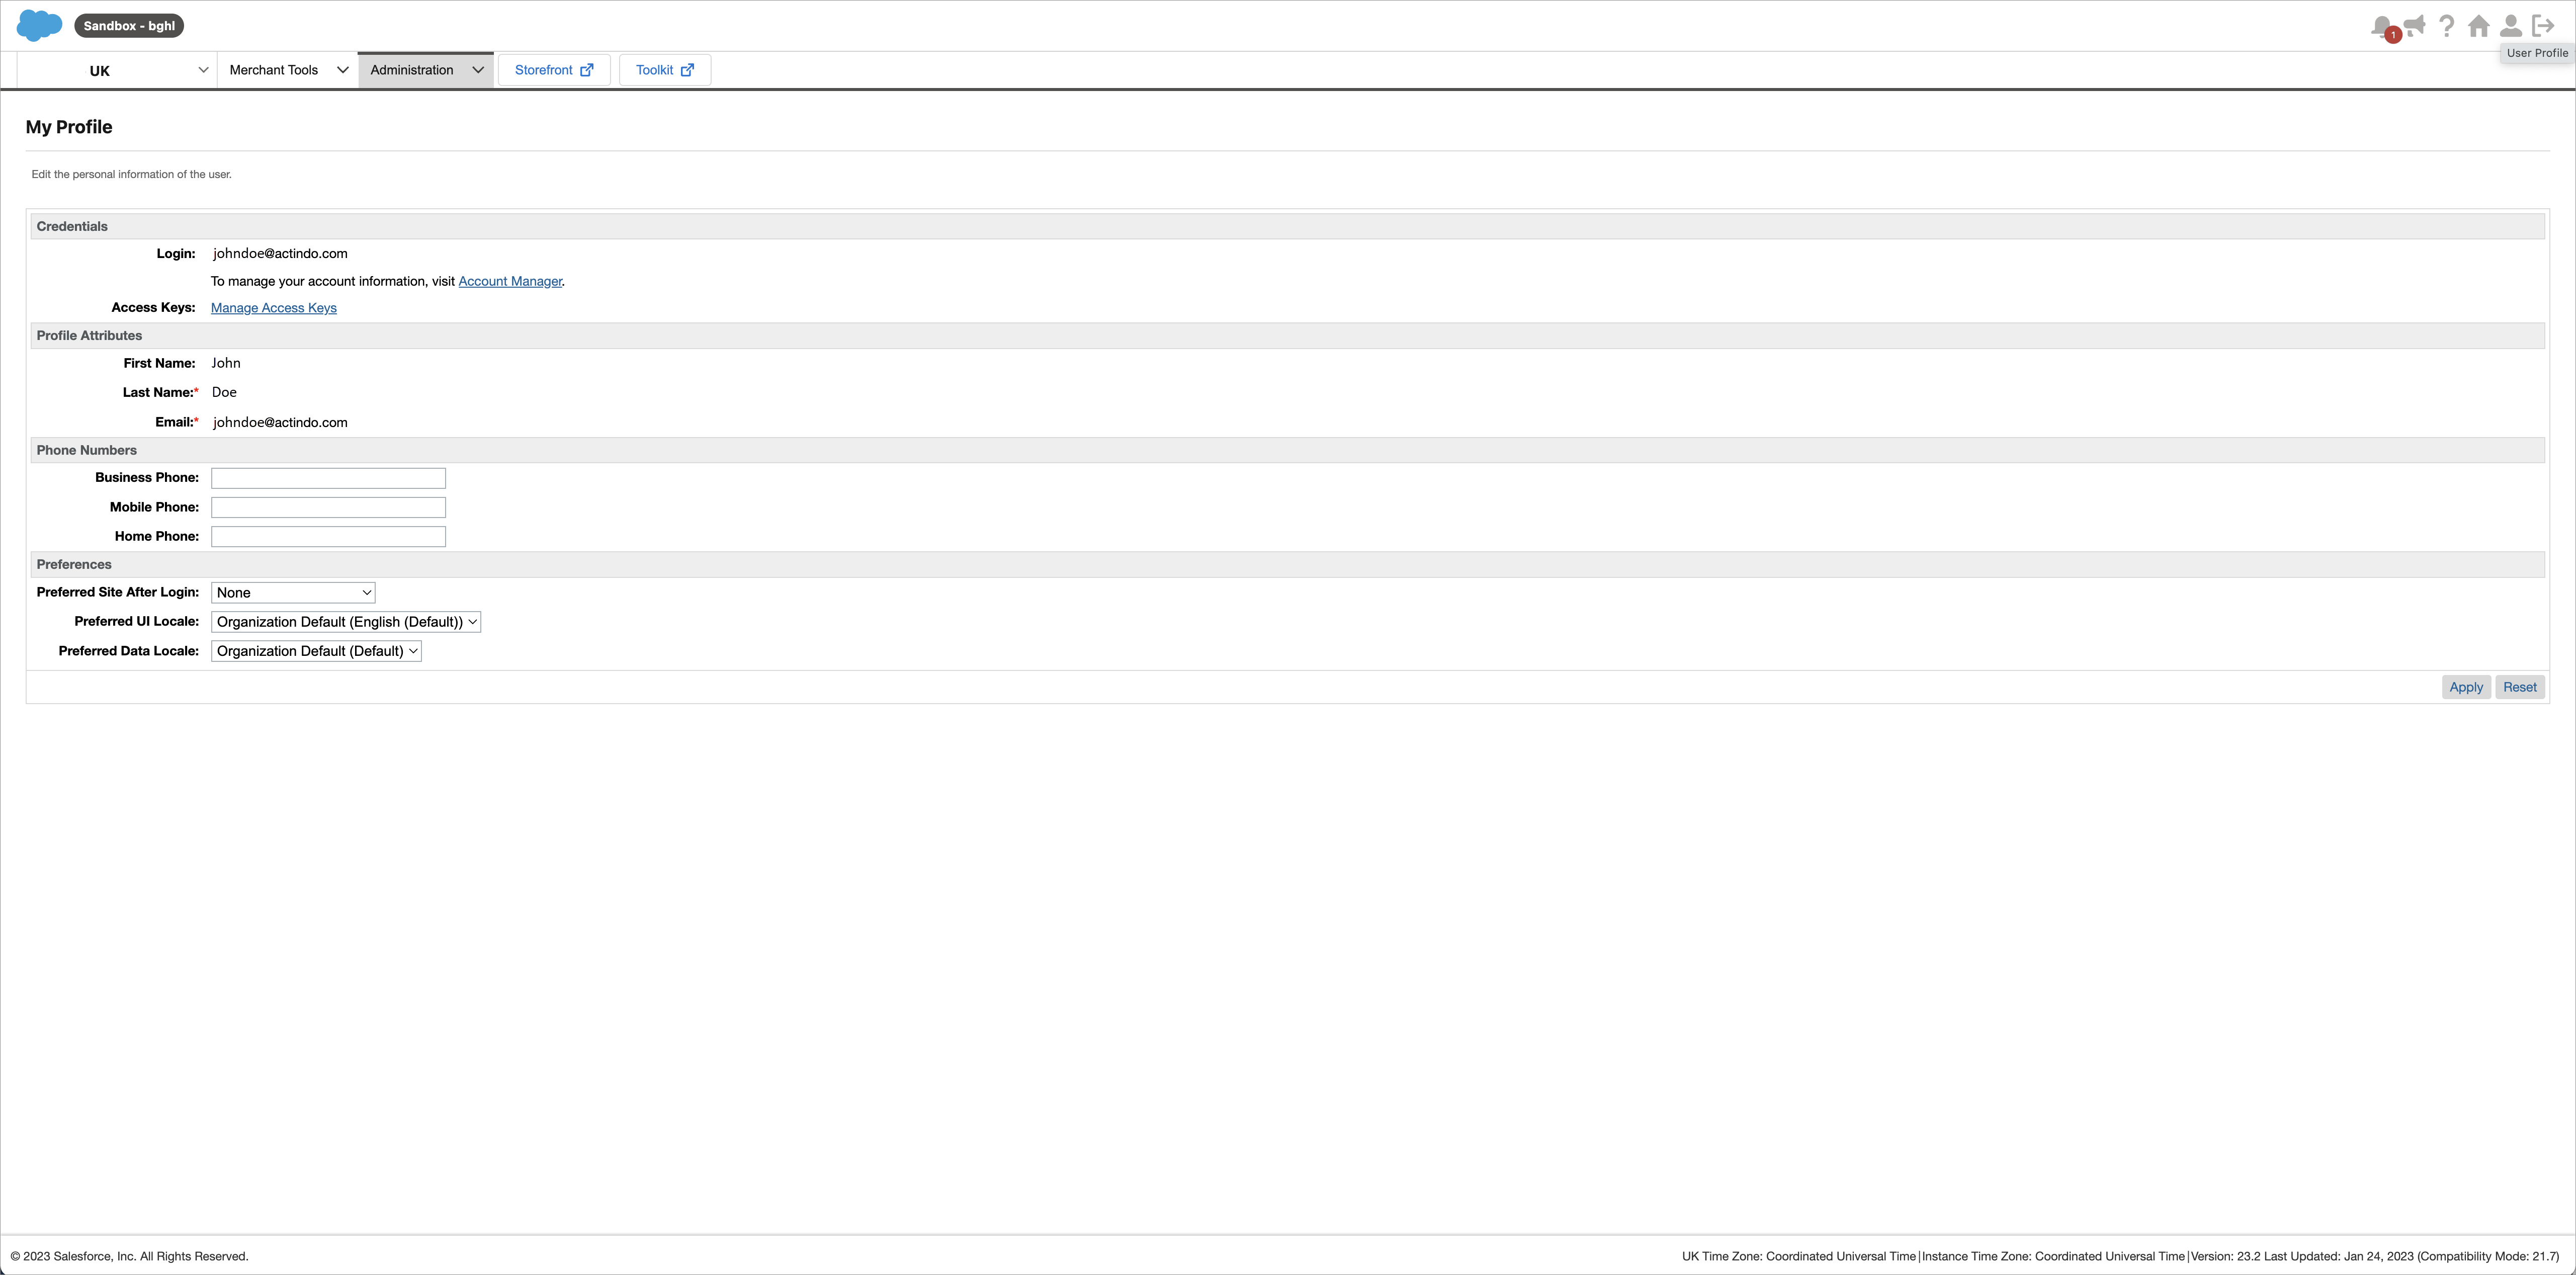 Sandbox - bghl
1
User Profile
UK
Merchant Tools
Administration
Storefront
Toolkit
My Profile
Edit the personal information of the user.
Credentials
Login: johndoe@actindo.com
To manage your account information, visit Account Manager.
Access Keys: Manage Access Keys
Profile Attributes
First Name: John
Last Name:* Doe
Email:* johndoe@actindo.com
Phone Numbers
Business Phone:
Mobile Phone:
Home Phone:
Preferences
Preferred Site After Login: None
Preferred UI Locale: Organization Default (English (Default))
Preferred Data Locale: Organization Default (Default)
Apply Reset
© 2023 Salesforce, Inc. All Rights Reserved.
UK Time Zone: Coordinated Universal Time|Instance Time Zone: Coordinated Universal Time|Version: 23.2 Last Updated: Jan 24, 2023 (Compatibility Mode: 21.7)